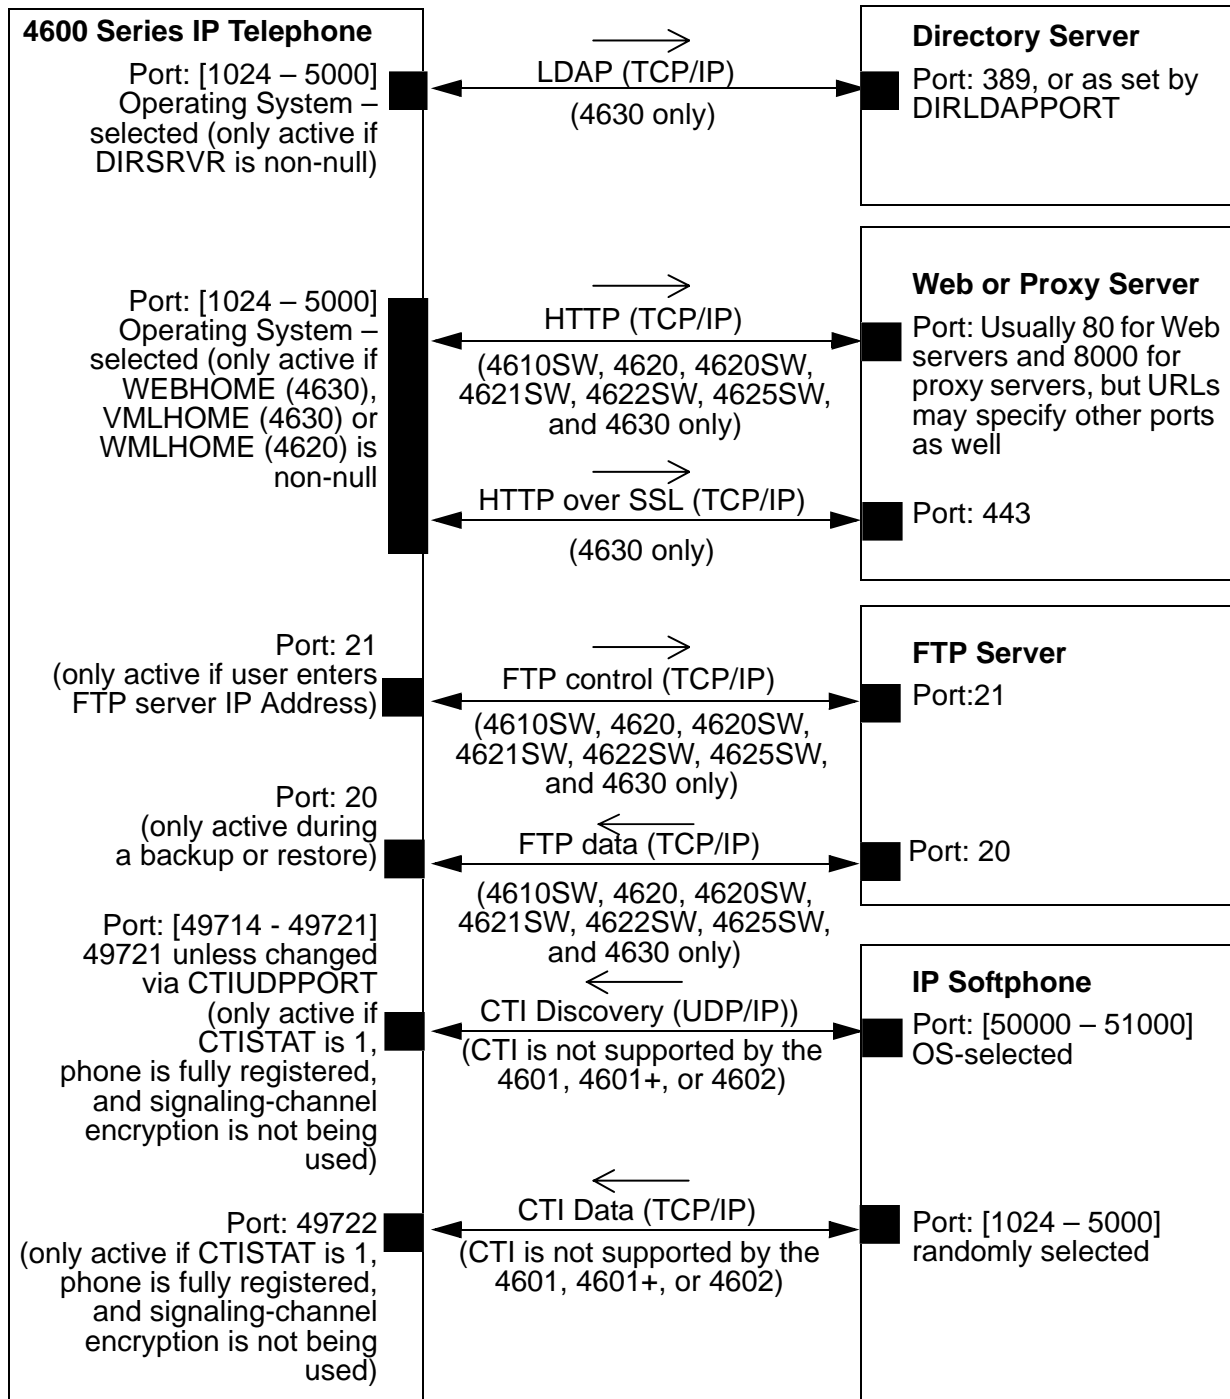 4600 Series IP Telephone
Port: [1024 – 5000]
Operating System –
selected (only active if
DIRSRVR is non-null)
LDAP (TCP/IP)
(4630 only)
Directory Server
Port: 389, or as set by
DIRLDAPPORT
Port: [1024 – 5000]
Operating System –
selected (only active if
WEBHOME (4630),
VMLHOME (4630) or
WMLHOME (4620) is
non-null
HTTP (TCP/IP)
(4610SW, 4620, 4620SW,
4621SW, 4622SW, 4625SW,
and 4630 only)
HTTP over SSL (TCP/IP)
(4630 only)
Web or Proxy Server
Port: Usually 80 for Web
servers and 8000 for
proxy servers, but URLs
may specify other ports
as well
Port: 443
Port: 21
(only active if user enters
FTP server IP Address)
FTP control (TCP/IP)
(4610SW, 4620, 4620SW,
4621SW, 4622SW, 4625SW,
and 4630 only)
FTP Server
Port:21
Port: 20
(only active during
a backup or restore)
FTP data (TCP/IP)
(4610SW, 4620, 4620SW,
4621SW, 4622SW, 4625SW,
and 4630 only)
Port: 20
Port: [49714 - 49721]
49721 unless changed
via CTIUDPPORT
(only active if
CTISTAT is 1,
phone is fully registered,
and signaling-channel
encryption is not being
used)
CTI Discovery (UDP/IP))
(CTI is not supported by the
4601, 4601+, or 4602)
IP Softphone
Port: [50000 – 51000]
OS-selected
Port: 49722
(only active if CTISTAT is 1,
phone is fully registered,
and signaling-channel
encryption is not being
used)
CTI Data (TCP/IP)
(CTI is not supported by the
4601, 4601+, or 4602)
Port: [1024 – 5000]
randomly selected